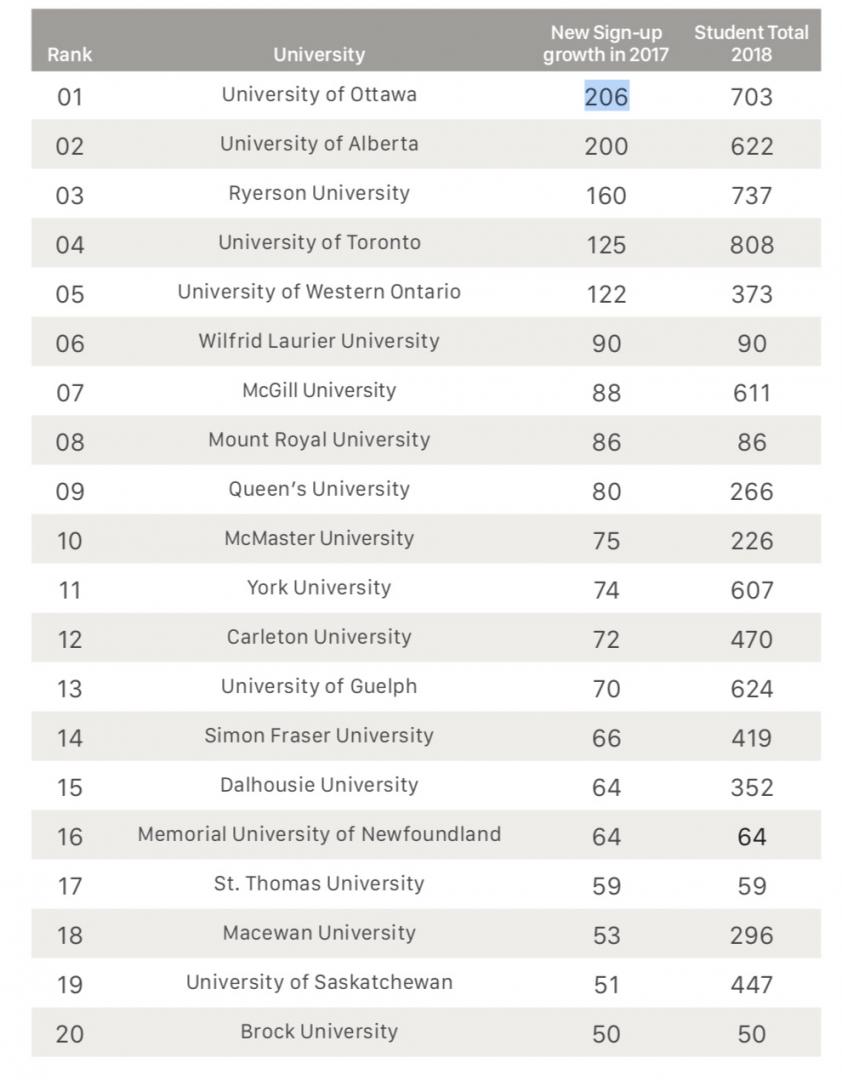 Rank University New Sign-up growth in 2017 Student Total 2018
01 University of Ottawa 206 703
02 University of Alberta 200 622
03 Ryerson University 160 737
04 University of Toronto 125 808
05 University of Western Ontario 122 373
06 Wilfrid Laurier University 90 90
07 McGill University 88 611
08 Mount Royal University 86 86
09 Queen's University 80 266
10 McMaster University 75 226
11 York University 74 607
12 Carleton University 72 470
13 University of Guelph 70 624
14 Simon Fraser University 66 419
15 Dalhousie University 64 352
16 Memorial University of Newfoundland 64 64
17 St. Thomas University 59 59
18 Macewan University 53 296
19 University of Saskatchewan 51 447
20 Brock University 50 50